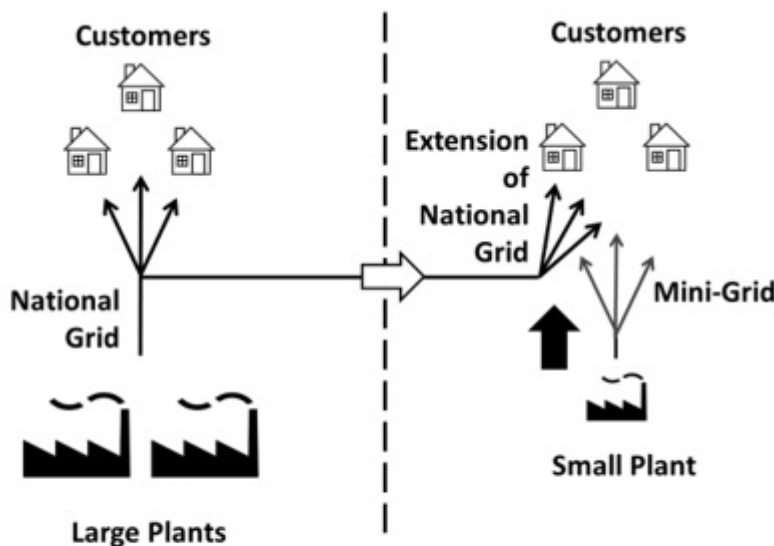 Customers
National
Grid
Large Plants
Customers
Extension
of
National
Grid
Mini-Grid
Small Plant